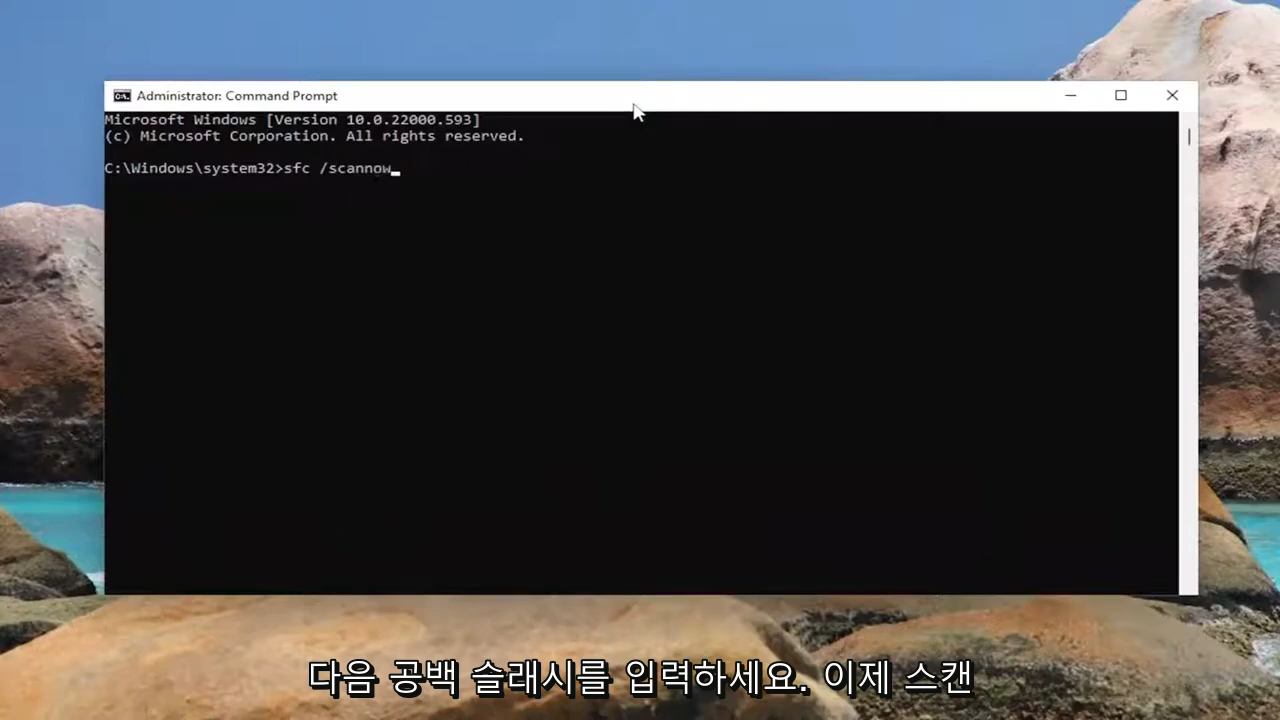 Administrator: Command Prompt
Microsoft Windows [Version 10.0.22000.593]
(c) Microsoft Corporation. All rights reserved.
C:\Windows\system32>sfc /scannow
다음 공백 슬래시를 입력하세요. 이제 스캔